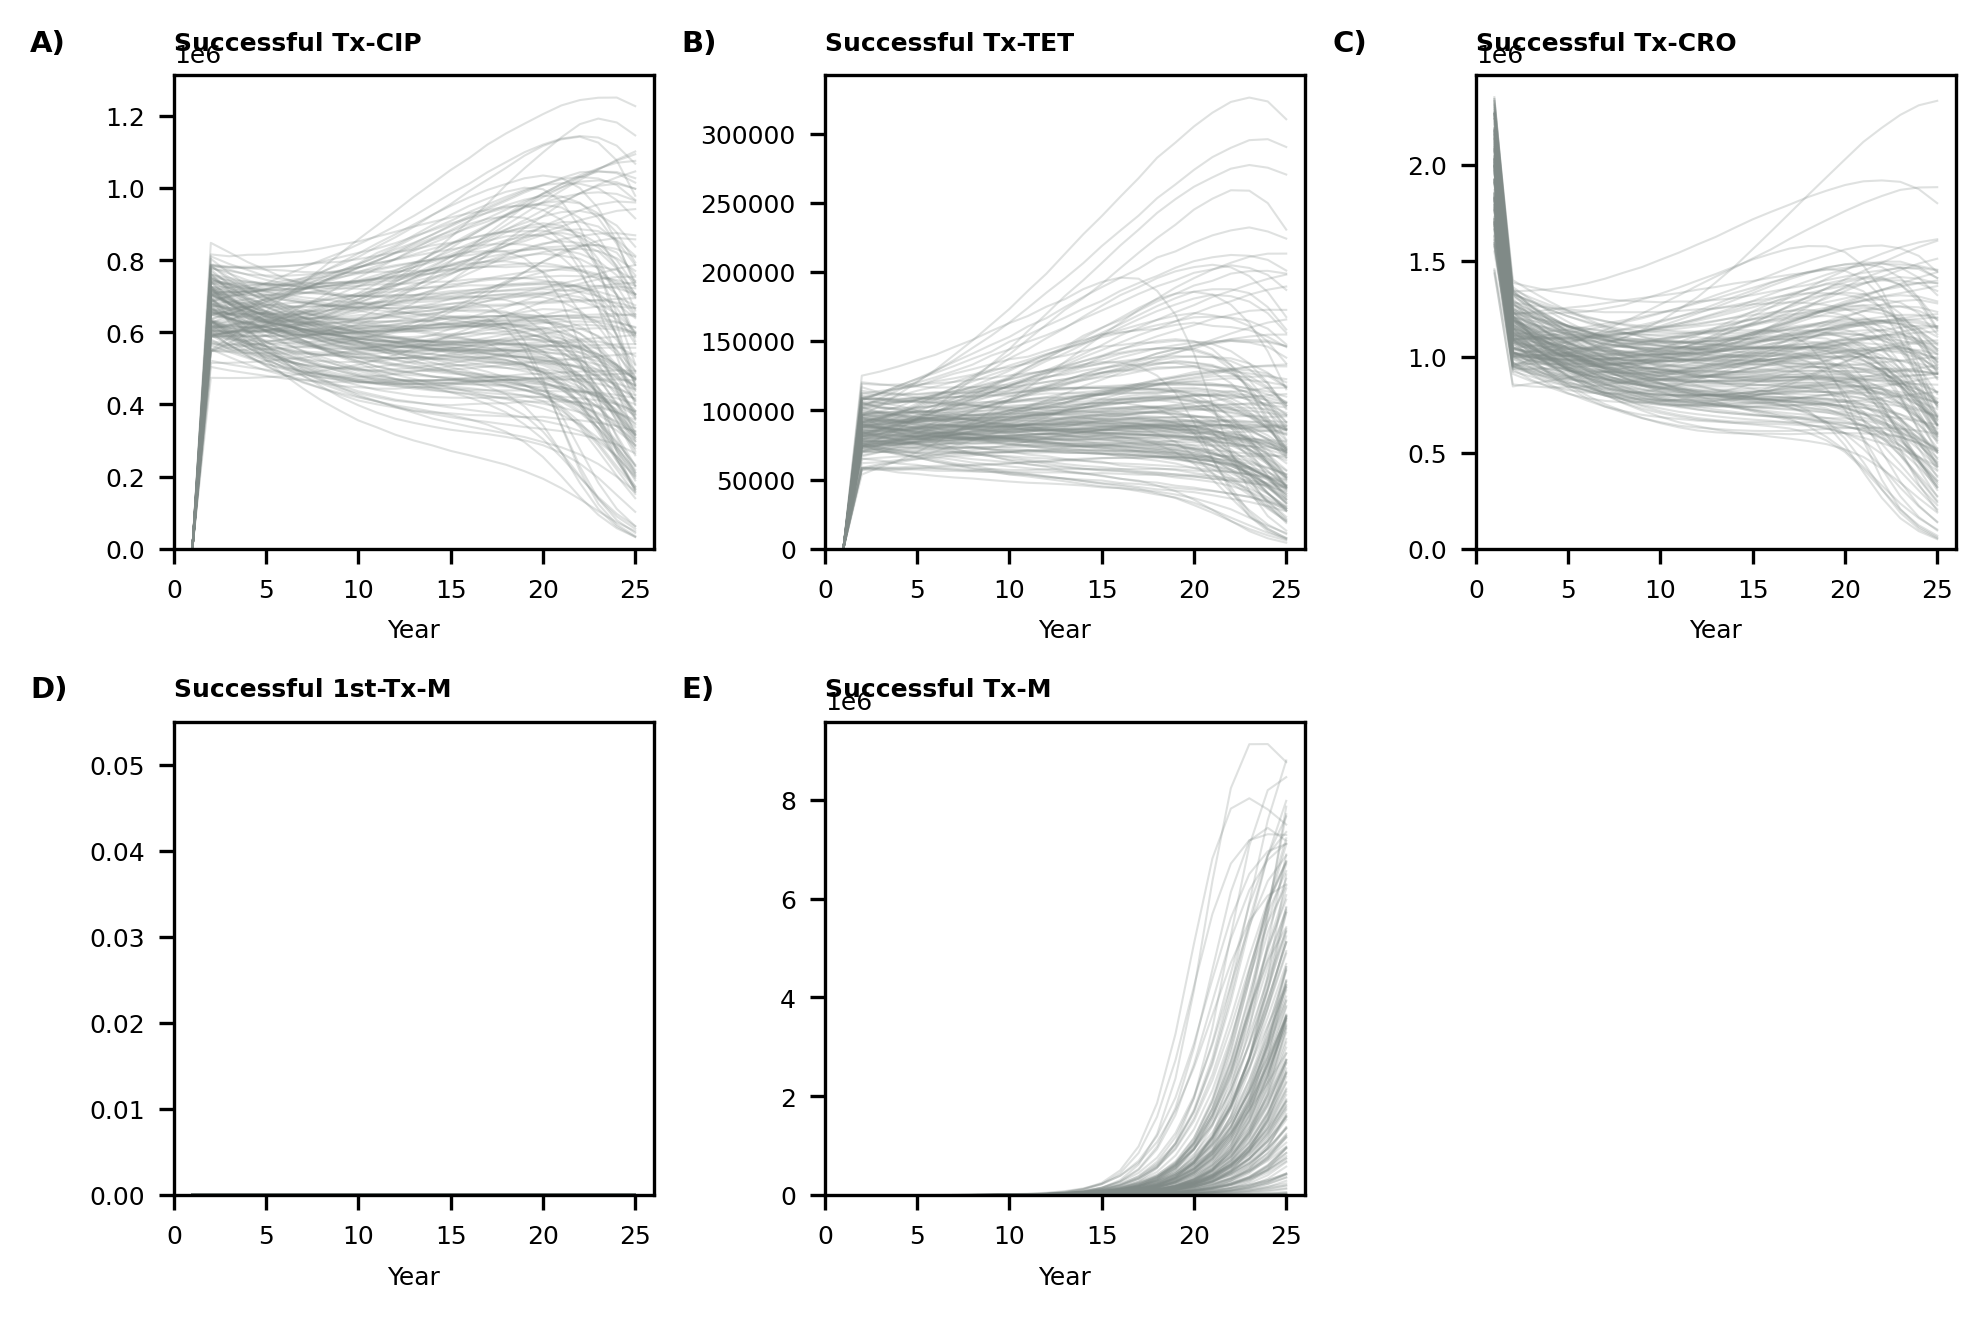 A) Successful Tx-CIP
1e6
1.2
1.0
0.8
0.6
0.4
0.2
0.0
0 5 10 15 20 25
Year
B) Successful Tx-TET
300000
250000
200000
150000
100000
50000
0
0 5 10 15 20 25
Year
C) Successful Tx-CRO
1e6
2.0
1.5
1.0
0.5
0.0
0 5 10 15 20 25
Year
D) Successful 1st-Tx-M
0.05
0.04
0.03
0.02
0.01
0.00
0 5 10 15 20 25
Year
E) Successful Tx-M
1e6
8
6
4
2
0
0 5 10 15 20 25
Year